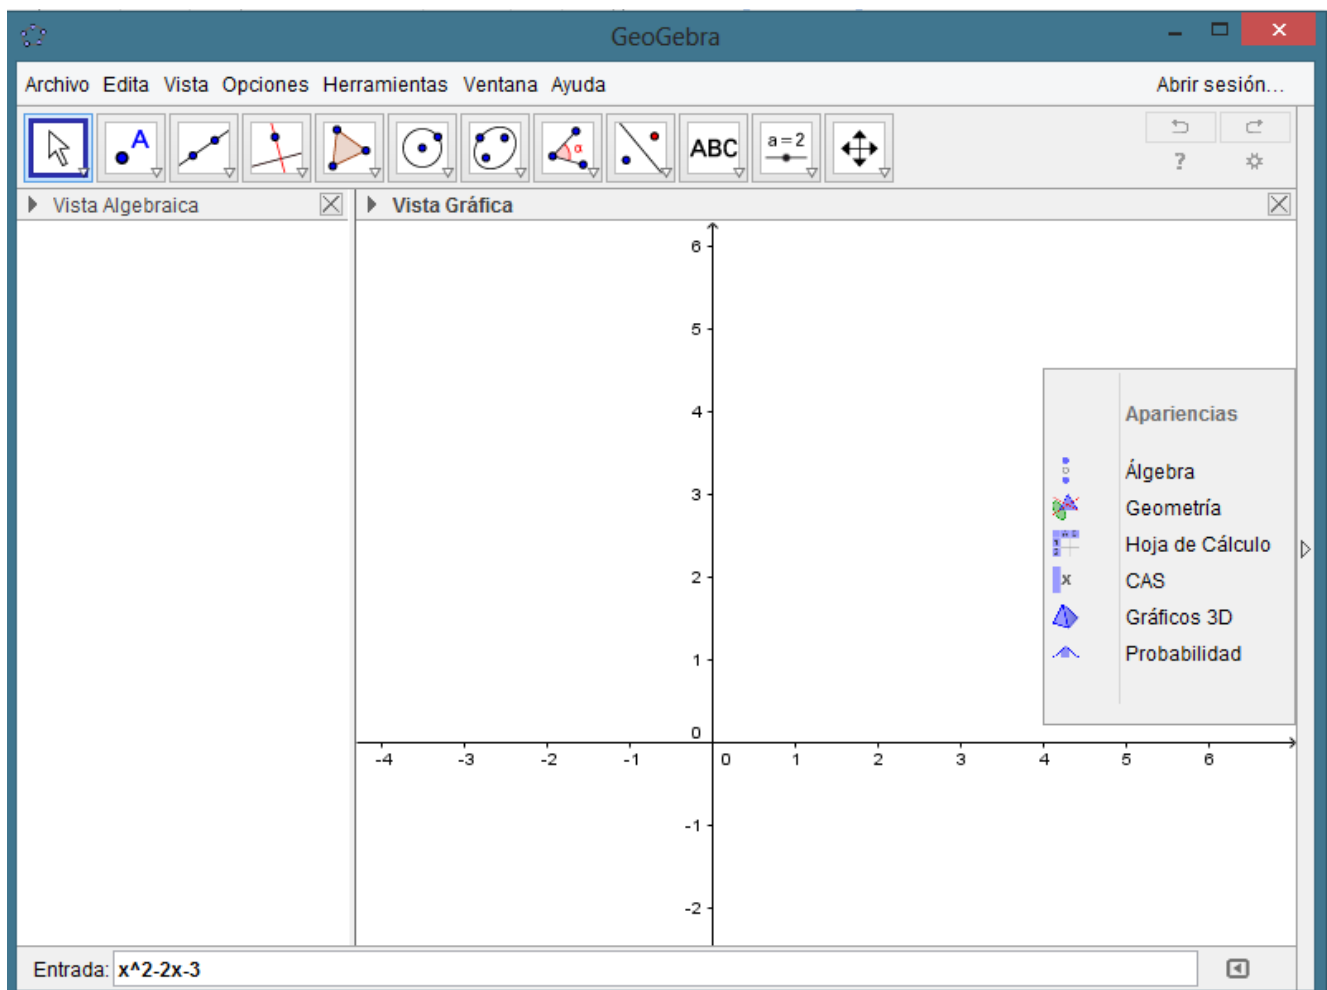 GeoGebra
Archivo Edita Vista Opciones Herramientas Ventana Ayuda Abrir sesión...
A α ABC a=2 ?
Vista Algebraica Vista Gráfica
6
5
4
3
2
1
0
-4 -3 -2 -1 0 1 2 3 4 5 6
-1
-2
Apariencias
Álgebra
Geometría
Hoja de Cálculo
x CAS
Gráficos 3D
Probabilidad
Entrada: x^2-2x-3